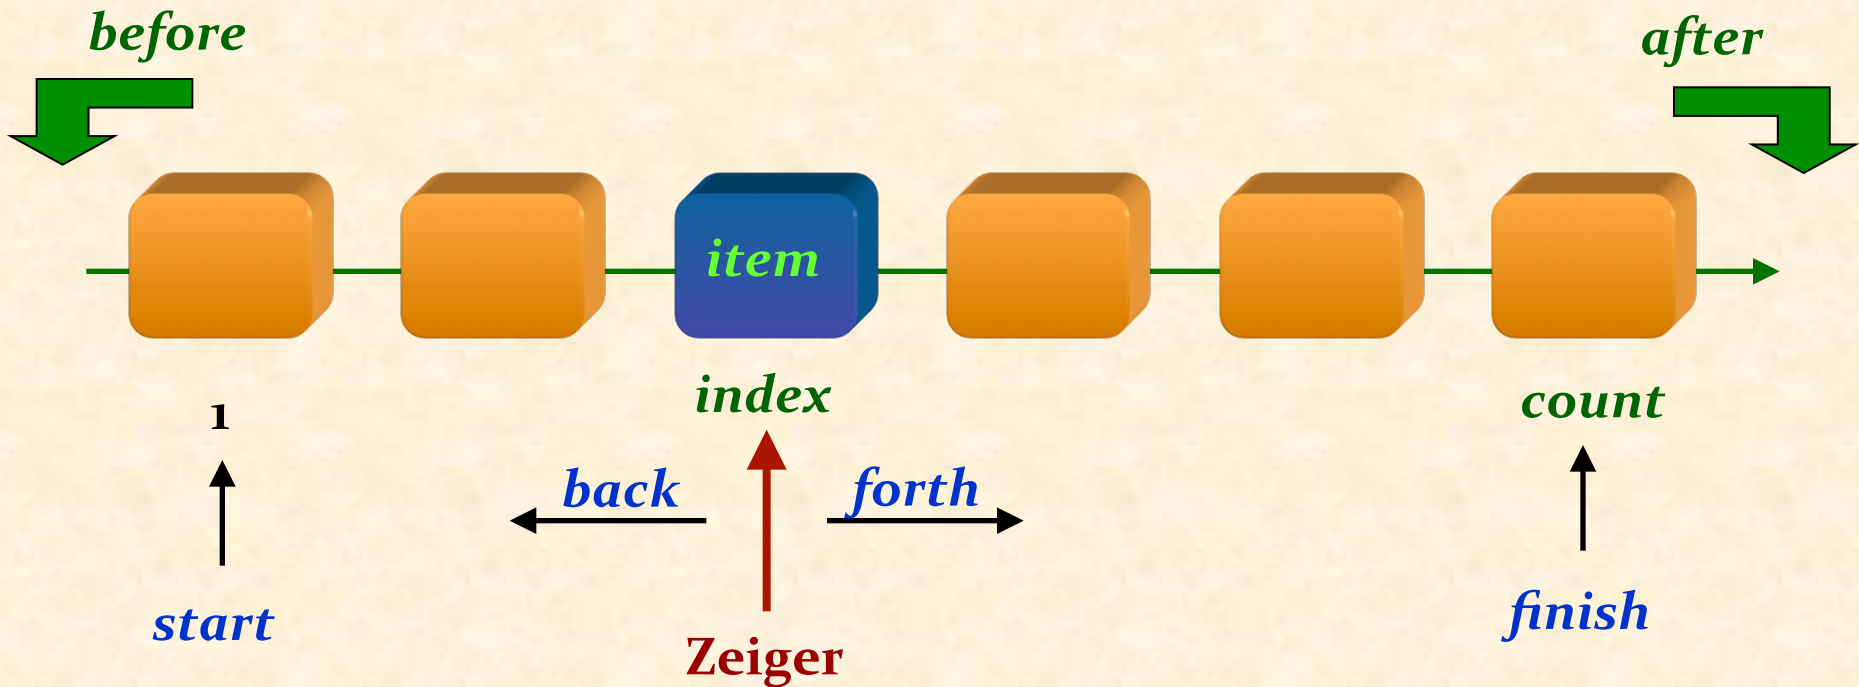 before
after
item
index
1
count
back
forth
start
finish
Zeiger